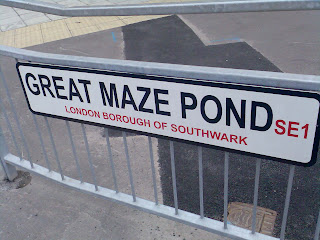 GREAT MAZE POND SE1
LONDON BOROUGH OF SOUTHWARK